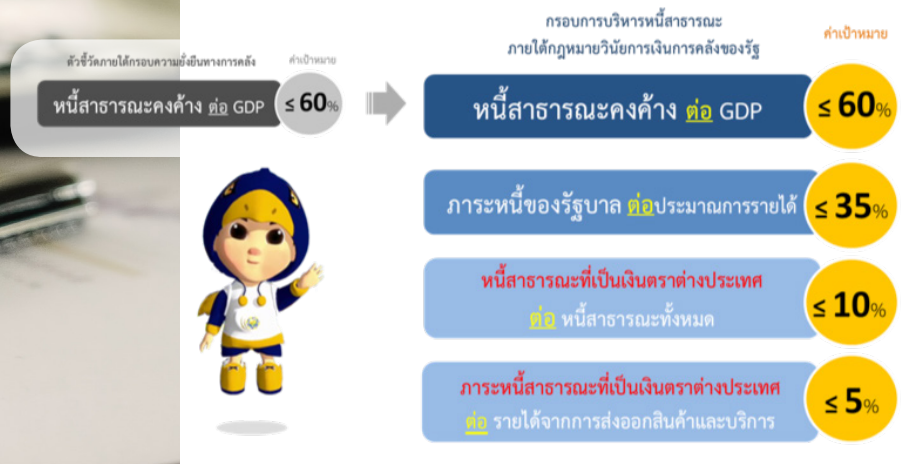 ตัวชี้วัดภายใต้กรอบความยั่งยืนทางการคลัง
ค่าเป้าหมาย
หนี้สาธารณะคงค้าง ต่อ GDP
≤ 60%
กรอบการบริหารหนี้สาธารณะ
ภายใต้กฎหมายวินัยการเงินการคลังของรัฐ
ค่าเป้าหมาย
หนี้สาธารณะคงค้าง ต่อ GDP
≤ 60%
ภาระหนี้ของรัฐบาล ต่อประมาณการรายได้
≤ 35%
หนี้สาธารณะที่เป็นเงินตราต่างประเทศ
ต่อ หนี้สาธารณะทั้งหมด
≤ 10%
ภาระหนี้สาธารณะที่เป็นเงินตราต่างประเทศ
ต่อ รายได้จากการส่งออกสินค้าและบริการ
≤ 5%